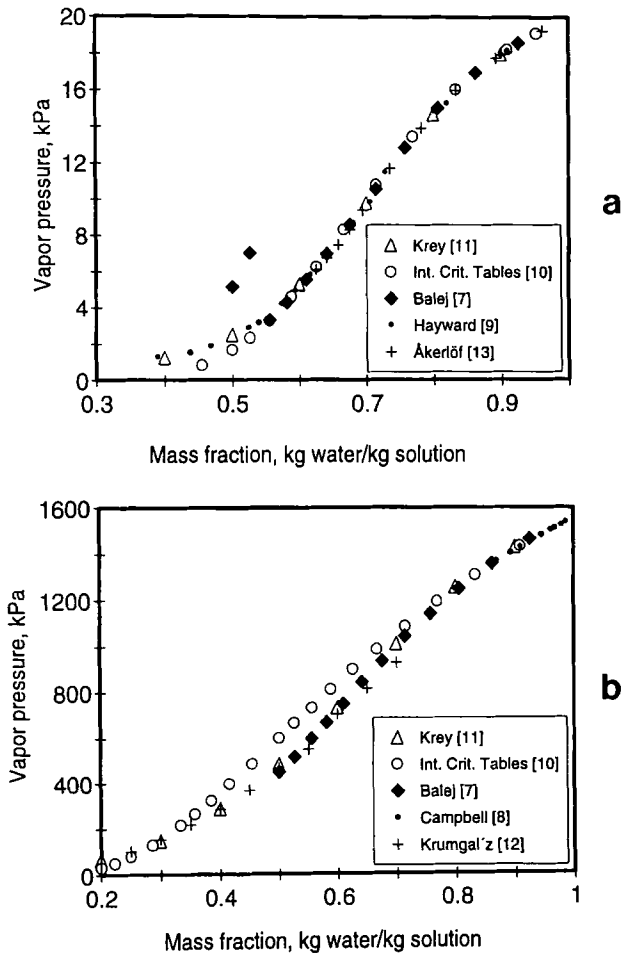 20
16
12
8
4
0
Vapor pressure, kPa
a
Krey [11]
Int. Crit. Tables [10]
Balej [7]
Hayward [9]
Åkerlöf [13]
0.3
0.5
0.7
0.9
Mass fraction, kg water/kg solution
1600
1200
800
400
0
Vapor pressure, kPa
b
Krey [11]
Int. Crit. Tables [10]
Balej [7]
Campbell [8]
Krumgal´z [12]
0.2
0.4
0.6
0.8
1
Mass fraction, kg water/kg solution